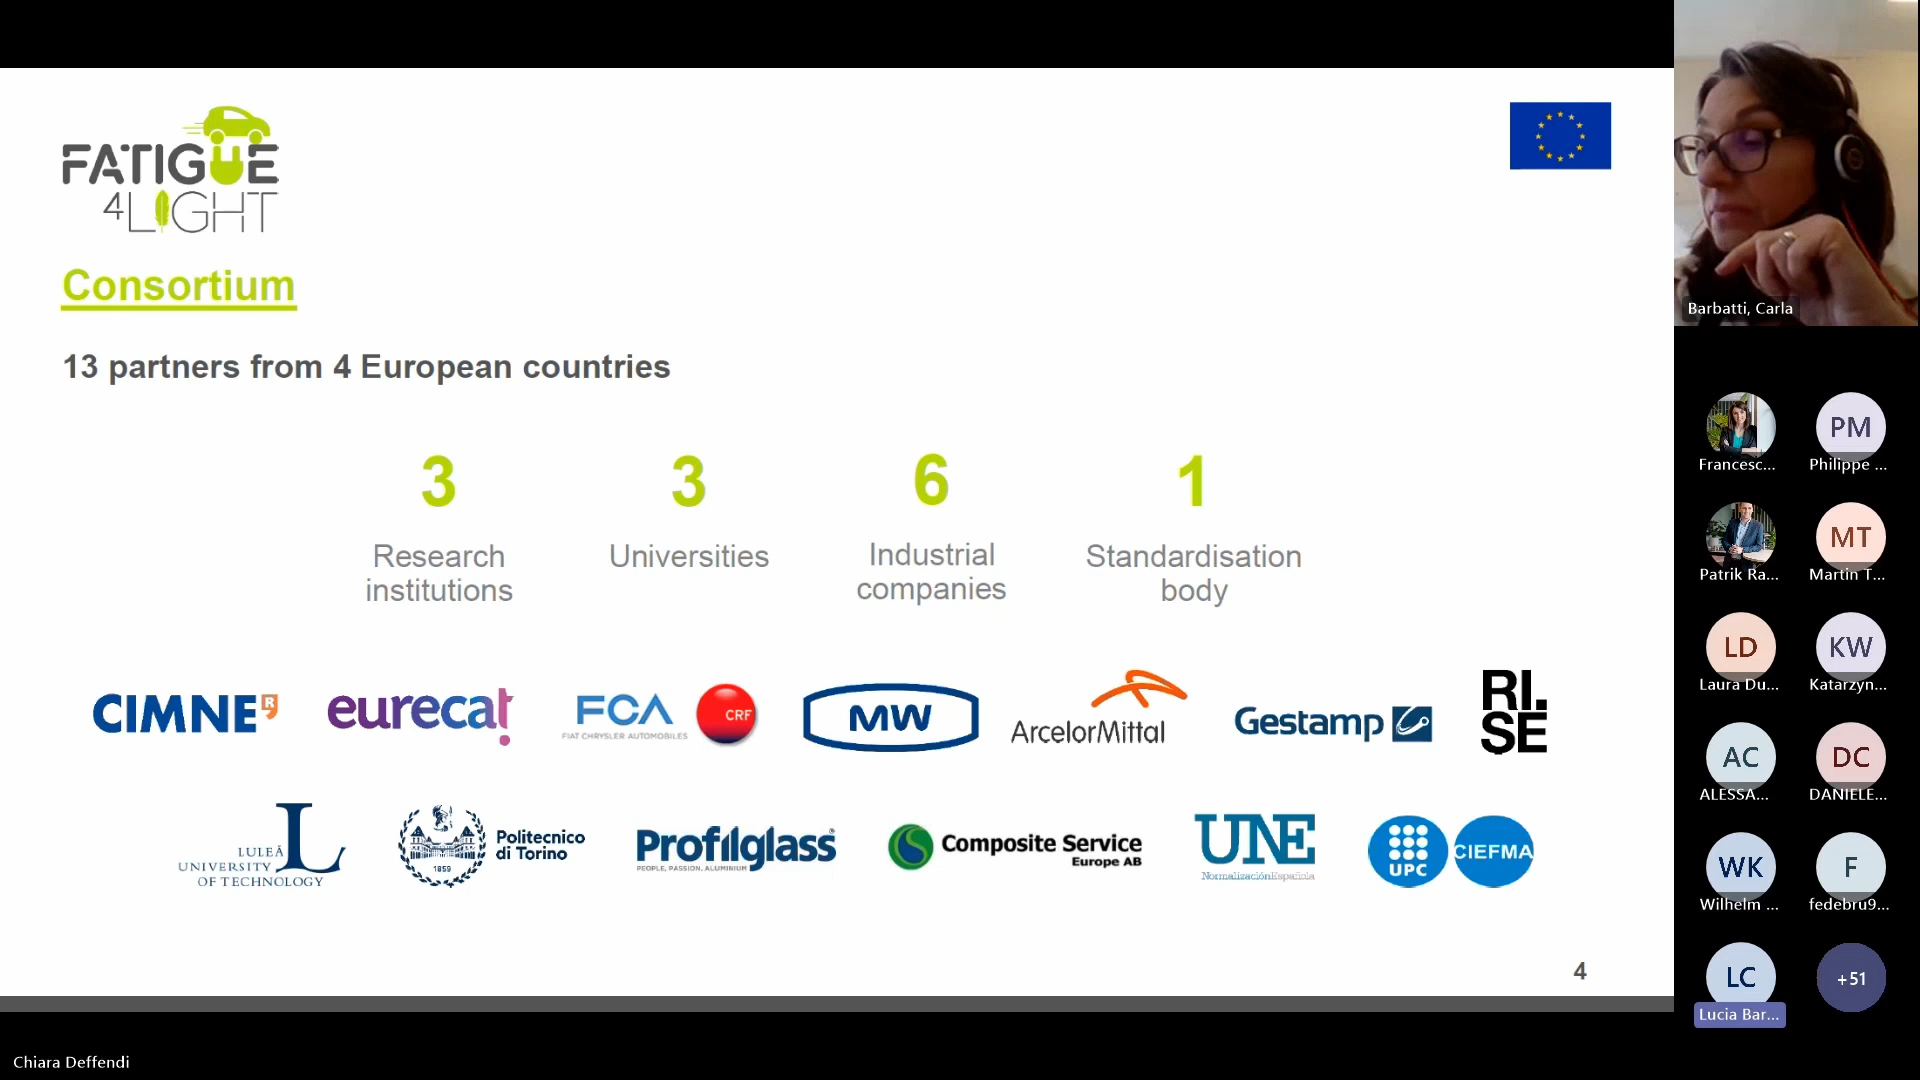 FATIGUE
4LIGHT
Consortium
13 partners from 4 European countries
3
Research
institutions
3
Universities
6
Industrial
companies
1
Standardisation
body
CIMNE R
eurecat
FCA
FIAT CHRYSLER AUTOMOBILES
CRF
MW
ArcelorMittal
Gestamp
RI.
SE
LULEÅ
UNIVERSITY
OF TECHNOLOGY
L
1859
Politecnico
di Torino
Profilglass
PEOPLE, PASSION, ALUMINIUM
Composite Service
Europe AB
UNE
NormalizaciónEspañola
UPC
CIEFMA
4
Barbatti, Carla
Francesc...
PM
Philippe ...
Patrik Ra...
MT
Martin T...
LD
Laura Du...
KW
Katarzyn...
AC
ALESSA...
DC
DANIELE...
WK
Wilhelm ...
F
fedebru9...
LC
Lucia Bar...
+51
Chiara Deffendi